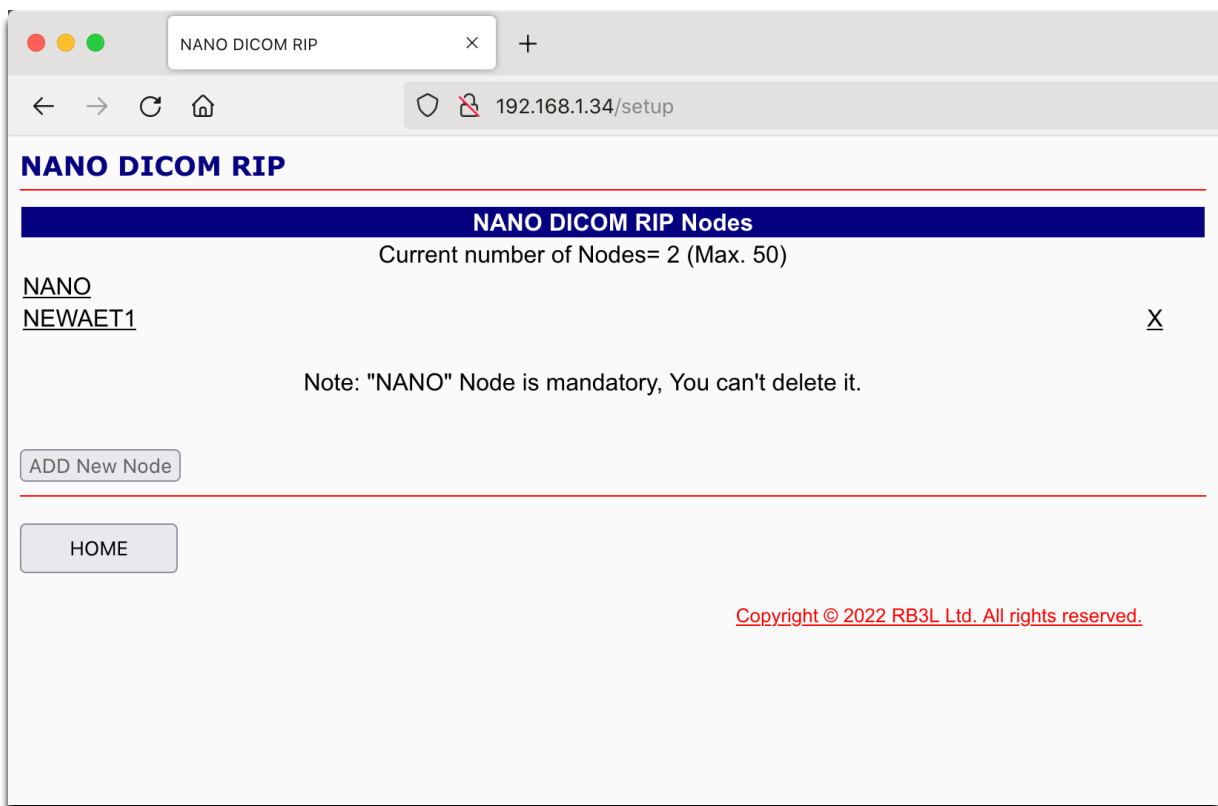 NANO DICOM RIP
192.168.1.34/setup
NANO DICOM RIP
NANO DICOM RIP Nodes
Current number of Nodes= 2 (Max. 50)
NANO
NEWAET1 X
Note: "NANO" Node is mandatory, You can't delete it.
ADD New Node
HOME
Copyright © 2022 RB3L Ltd. All rights reserved.